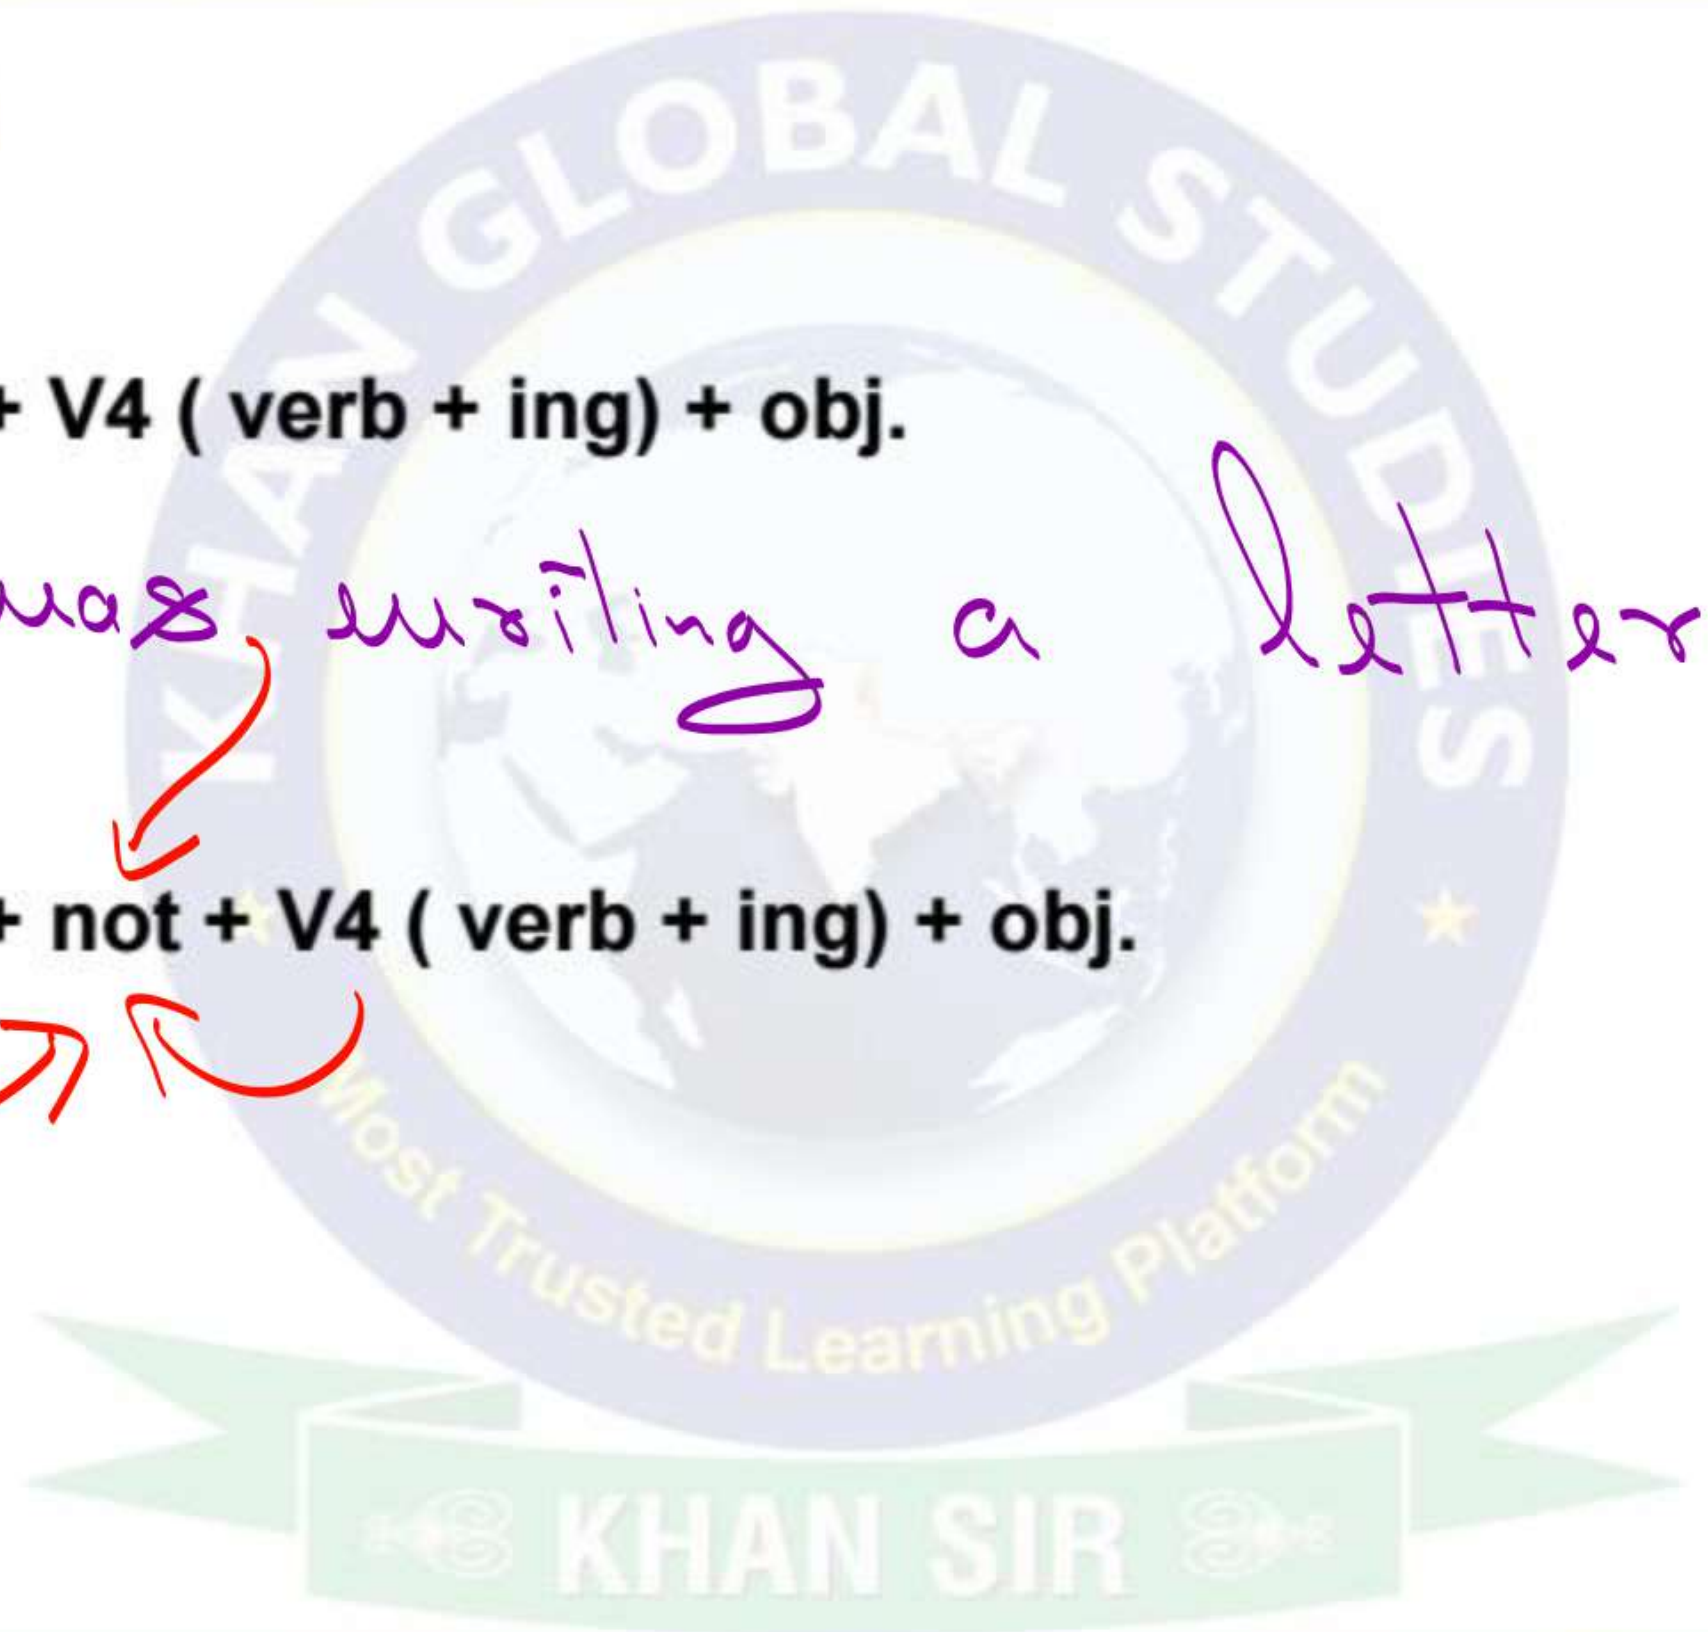 KHAN GLOBAL STUDIES
+ V4 ( verb + ing) + obj.
was writing a letter
+ not + V4 ( verb + ing) + obj.
Most Trusted Learning Platform
KHAN SIR